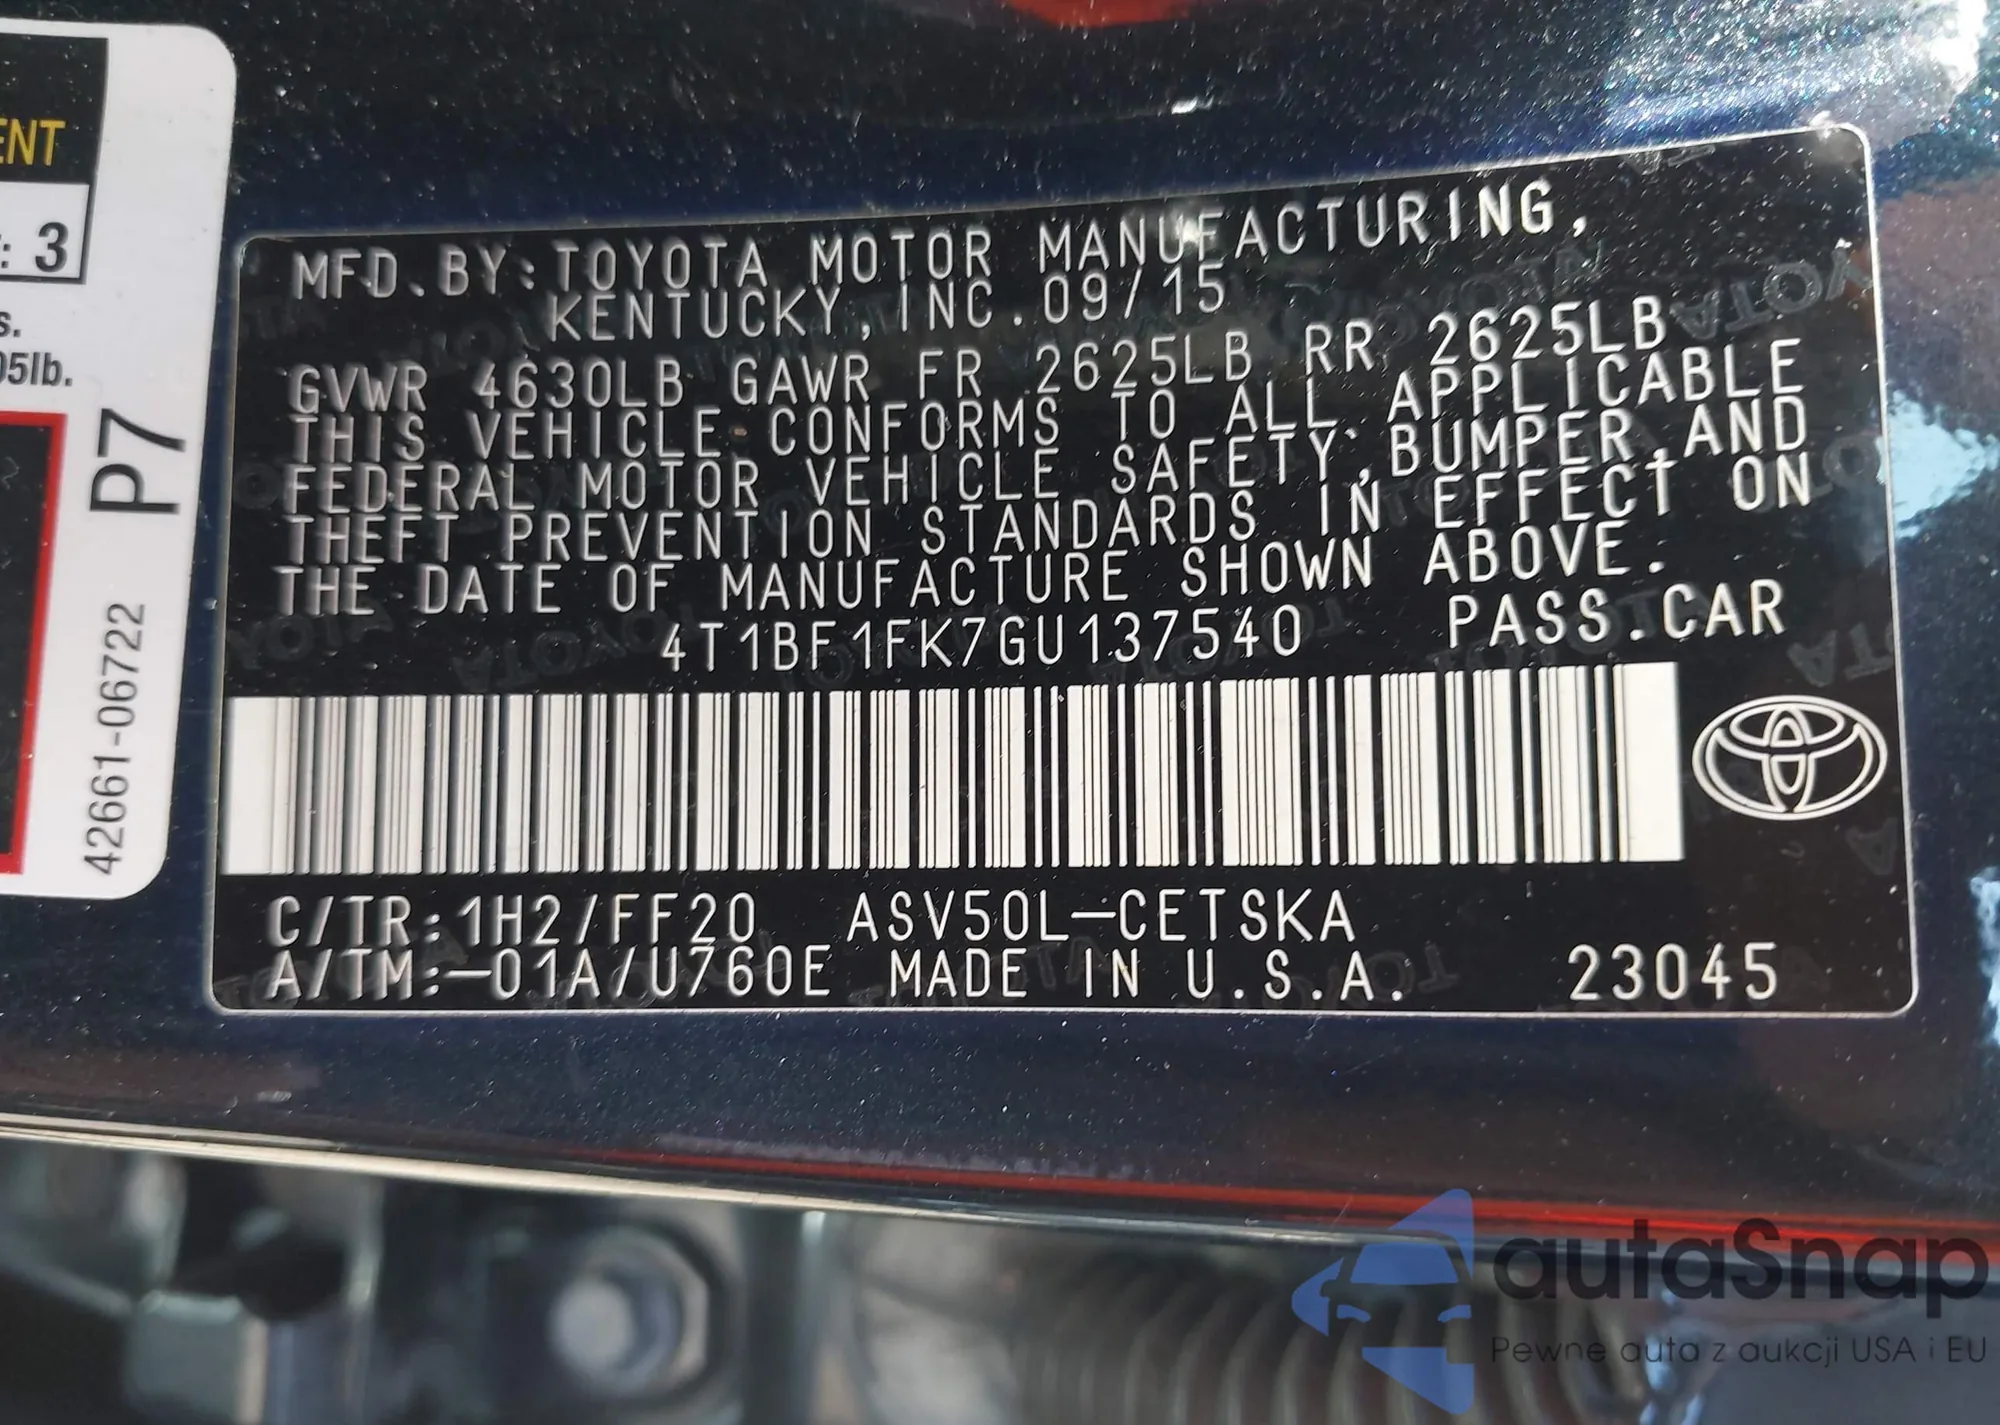 ENT
: 3
s.
05lb.
P7
42661-06722
MFD.BY:TOYOTA MOTOR MANUFACTURING,
KENTUCKY,INC.09/15
GVWR 4630LB GAWR FR 2625LB RR 2625LB
THIS VEHICLE CONFORMS TO ALL APPLICABLE
FEDERAL MOTOR VEHICLE SAFETY,BUMPER,AND
THEFT PREVENTION STANDARDS IN EFFECT ON
THE DATE OF MANUFACTURE SHOWN ABOVE.
4T1BF1FK7GU137540 PASS.CAR
C/TR:1H2/FF20 ASV50L-CETSKA
A/TM:-01A/U760E MADE IN U.S.A. 23045
autaSnap
Pewne auta z aukcji USA i EU